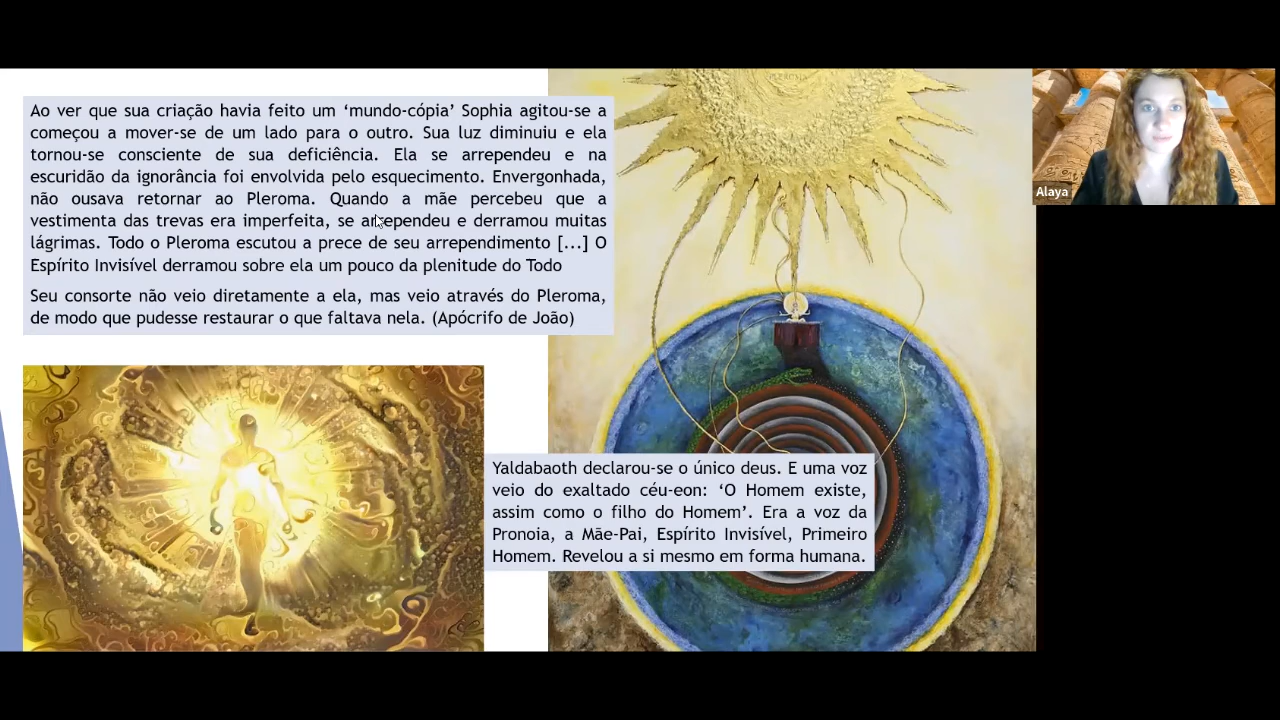 Ao ver que sua criação havia feito um ‘mundo-cópia’ Sophia agitou-se a
começou a mover-se de um lado para o outro. Sua luz diminuiu e ela
tornou-se consciente de sua deficiência. Ela se arrependeu e na
escuridão da ignorância foi envolvida pelo esquecimento. Envergonhada,
não ousava retornar ao Pleroma. Quando a mãe percebeu que a
vestimenta das trevas era imperfeita, se arrependeu e derramou muitas
lágrimas. Todo o Pleroma escutou a prece de seu arrependimento [...] O
Espírito Invisível derramou sobre ela um pouco da plenitude do Todo
Seu consorte não veio diretamente a ela, mas veio através do Pleroma,
de modo que pudesse restaurar o que faltava nela. (Apócrifo de João)
Yaldabaoth declarou-se o único deus. E uma voz
veio do exaltado céu-eon: ‘O Homem existe,
assim como o filho do Homem’. Era a voz da
Pronoia, a Mãe-Pai, Espírito Invisível, Primeiro
Homem. Revelou a si mesmo em forma humana.
PLEROMA
Alaya